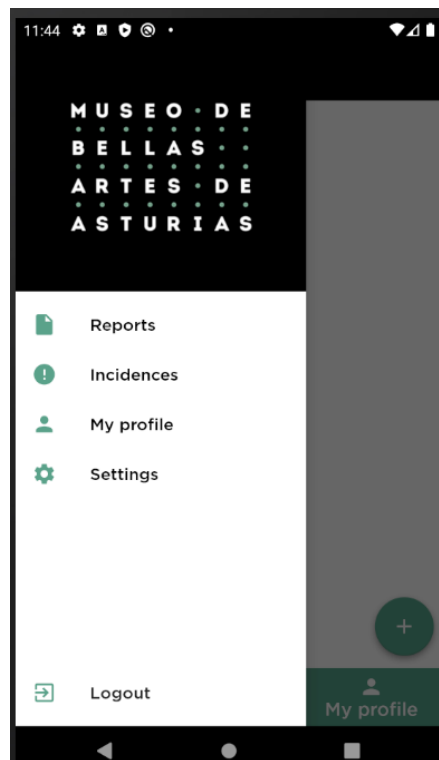 11:44
MUSEO·DE
BELLAS··
ARTES·DE
ASTURIAS
Reports
Incidences
My profile
Settings
Logout
My profile